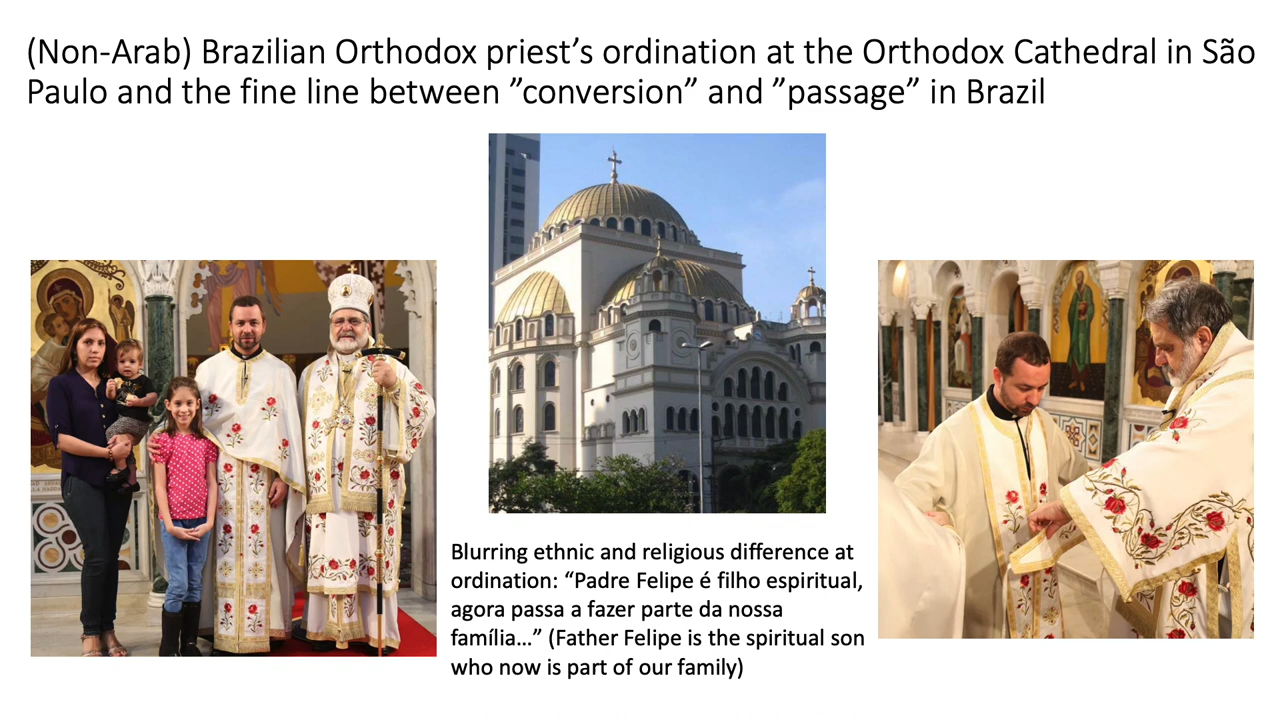 (Non-Arab) Brazilian Orthodox priest’s ordination at the Orthodox Cathedral in São
Paulo and the fine line between ”conversion” and ”passage” in Brazil
Blurring ethnic and religious difference at
ordination: “Padre Felipe é filho espiritual,
agora passa a fazer parte da nossa
família…” (Father Felipe is the spiritual son
who now is part of our family)